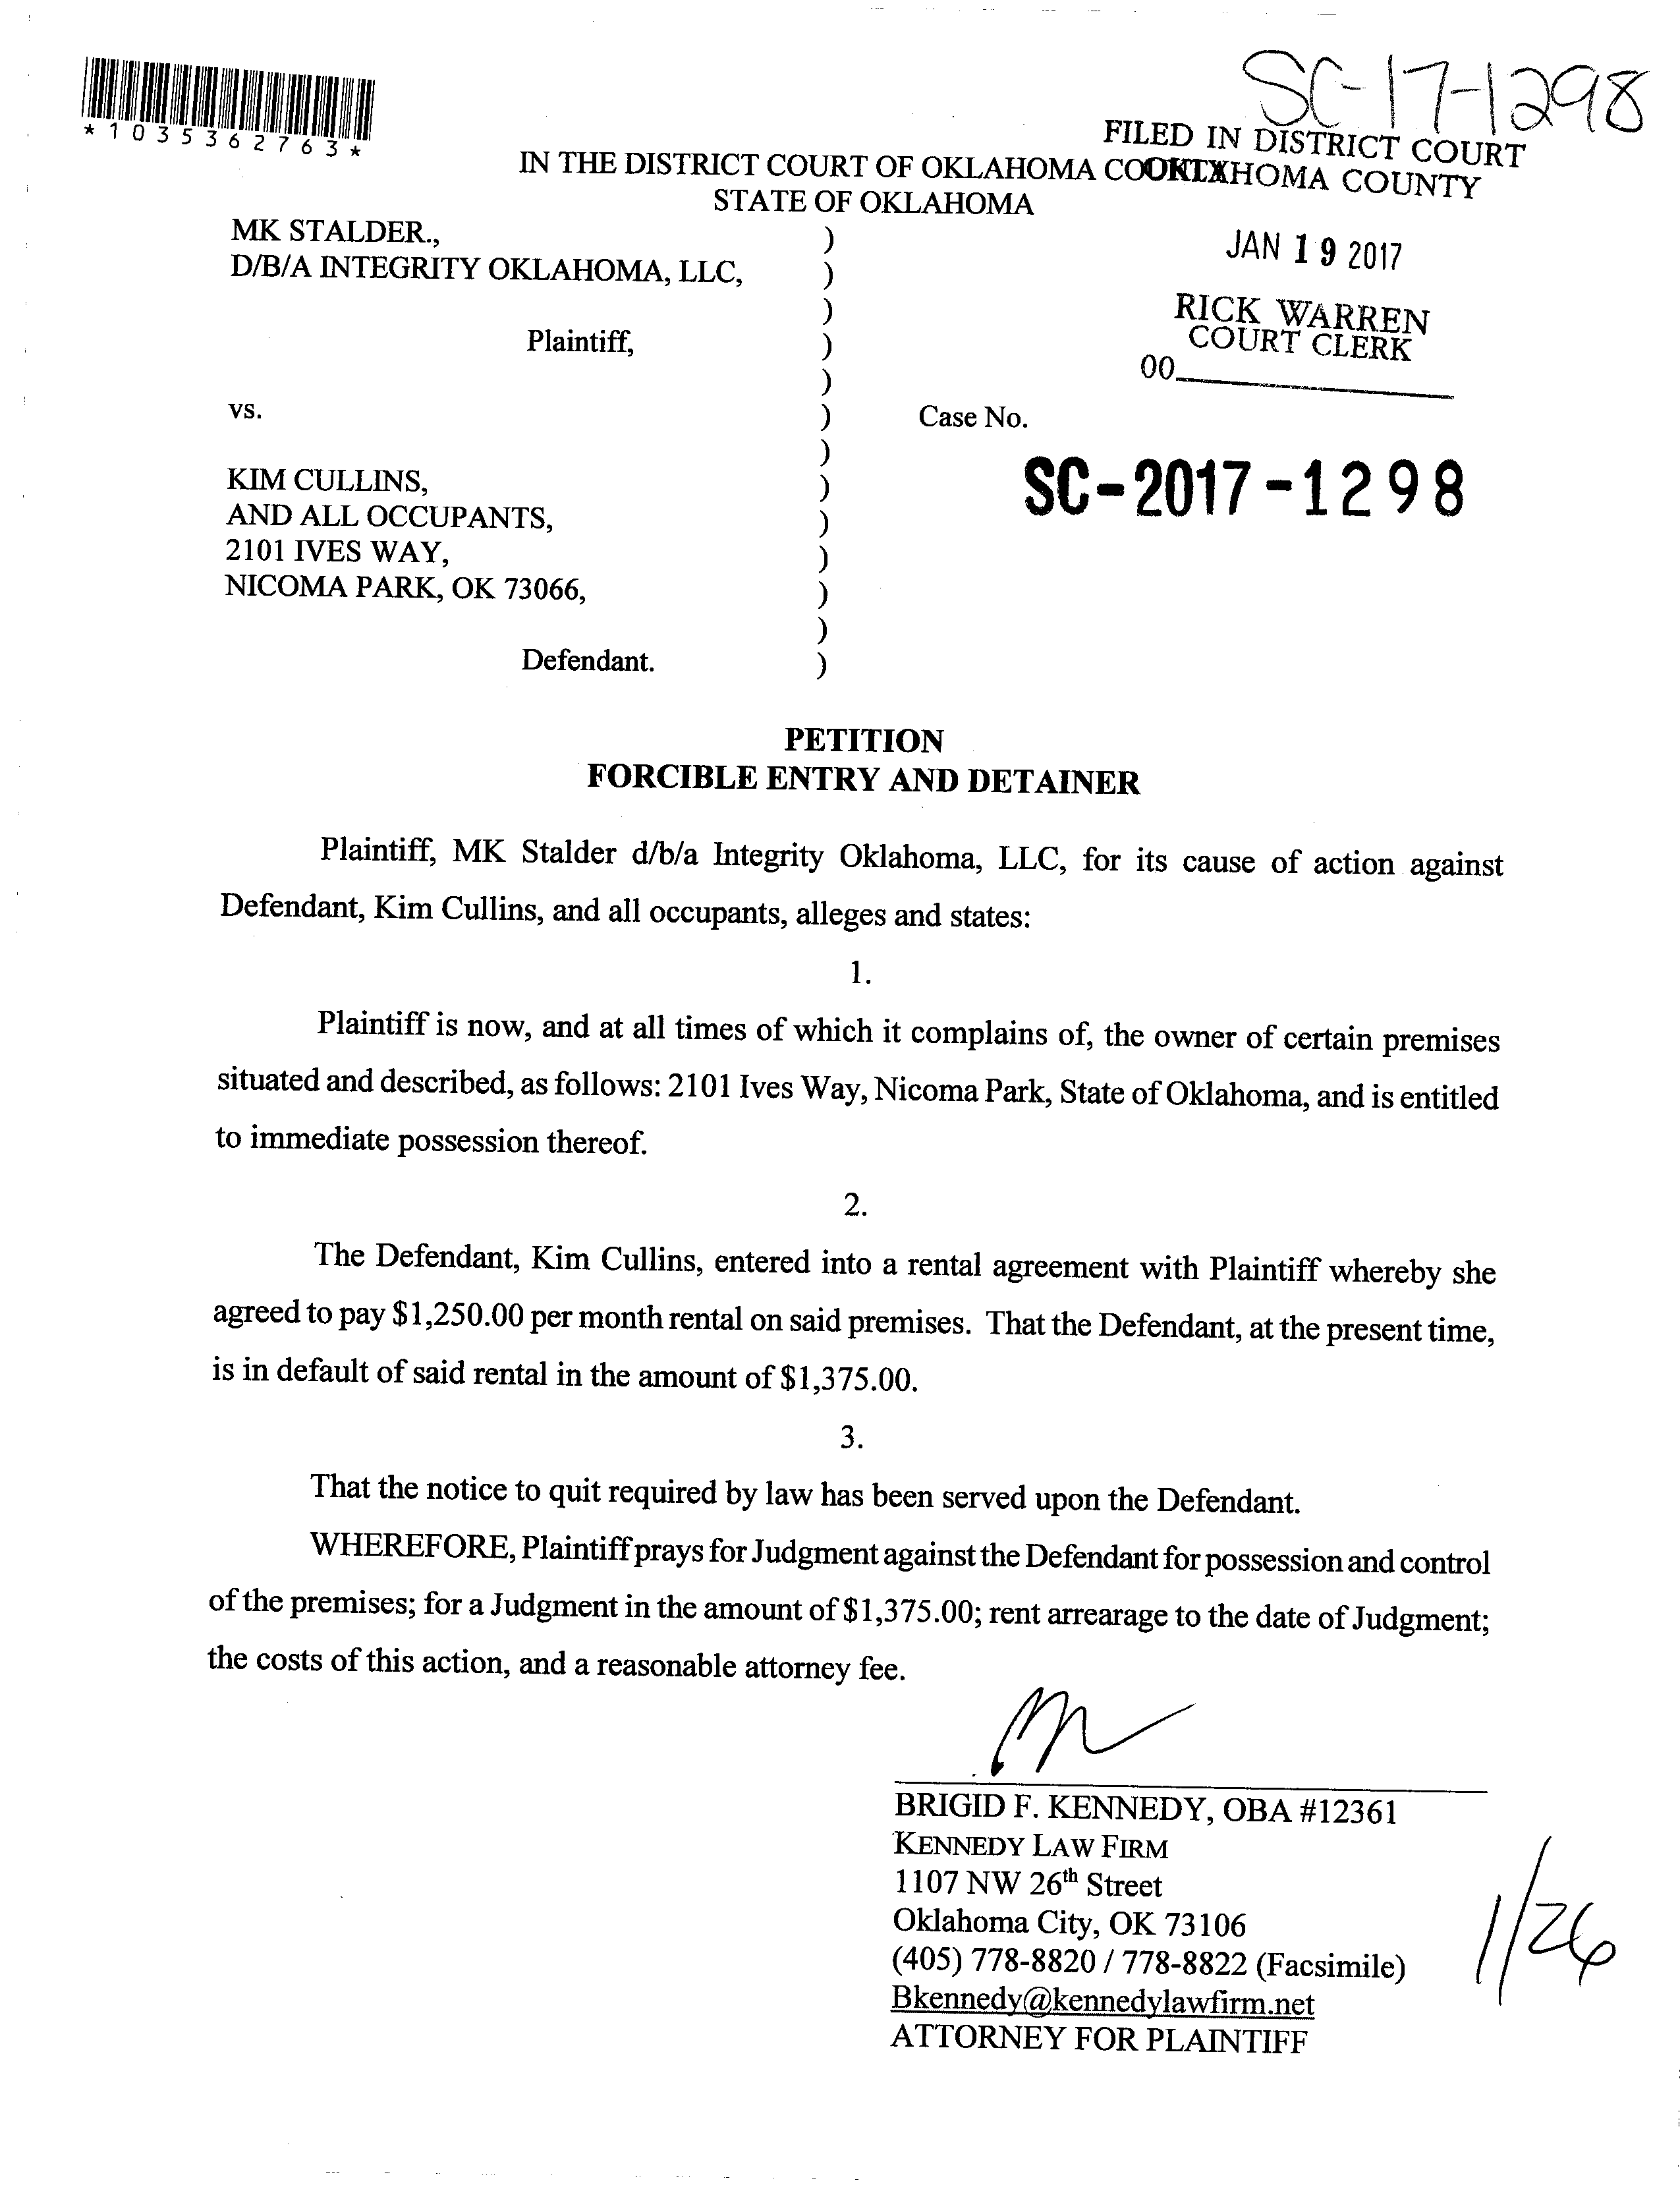 SC-17-1298
*1035362763*
FILED IN DISTRICT COURT
OKLAHOMA COUNTY
IN THE DISTRICT COURT OF OKLAHOMA COUNTY
STATE OF OKLAHOMA
JAN 19 2017
RICK WARREN
COURT CLERK
00
MK STALDER.,
D/B/A INTEGRITY OKLAHOMA, LLC,
Plaintiff,
vs.
Case No.
SC-2017-1298
KIM CULLINS,
AND ALL OCCUPANTS,
2101 IVES WAY,
NICOMA PARK, OK 73066,
Defendant.
)
)
)
)
)
)
)
)
)
)
)
)
)
PETITION
FORCIBLE ENTRY AND DETAINER
Plaintiff, MK Stalder d/b/a Integrity Oklahoma, LLC, for its cause of action against
Defendant, Kim Cullins, and all occupants, alleges and states:
1.
Plaintiff is now, and at all times of which it complains of, the owner of certain premises
situated and described, as follows: 2101 Ives Way, Nicoma Park, State of Oklahoma, and is entitled
to immediate possession thereof.
2.
The Defendant, Kim Cullins, entered into a rental agreement with Plaintiff whereby she
agreed to pay $1,250.00 per month rental on said premises. That the Defendant, at the present time,
is in default of said rental in the amount of $1,375.00.
3.
That the notice to quit required by law has been served upon the Defendant.
WHEREFORE, Plaintiff prays for Judgment against the Defendant for possession and control
of the premises; for a Judgment in the amount of $1,375.00; rent arrearage to the date of Judgment;
the costs of this action, and a reasonable attorney fee.
BRIGID F. KENNEDY, OBA #12361
KENNEDY LAW FIRM
1107 NW 26th Street
Oklahoma City, OK 73106
(405) 778-8820 / 778-8822 (Facsimile)
Bkennedy@kennedylawfirm.net
ATTORNEY FOR PLAINTIFF
1/26